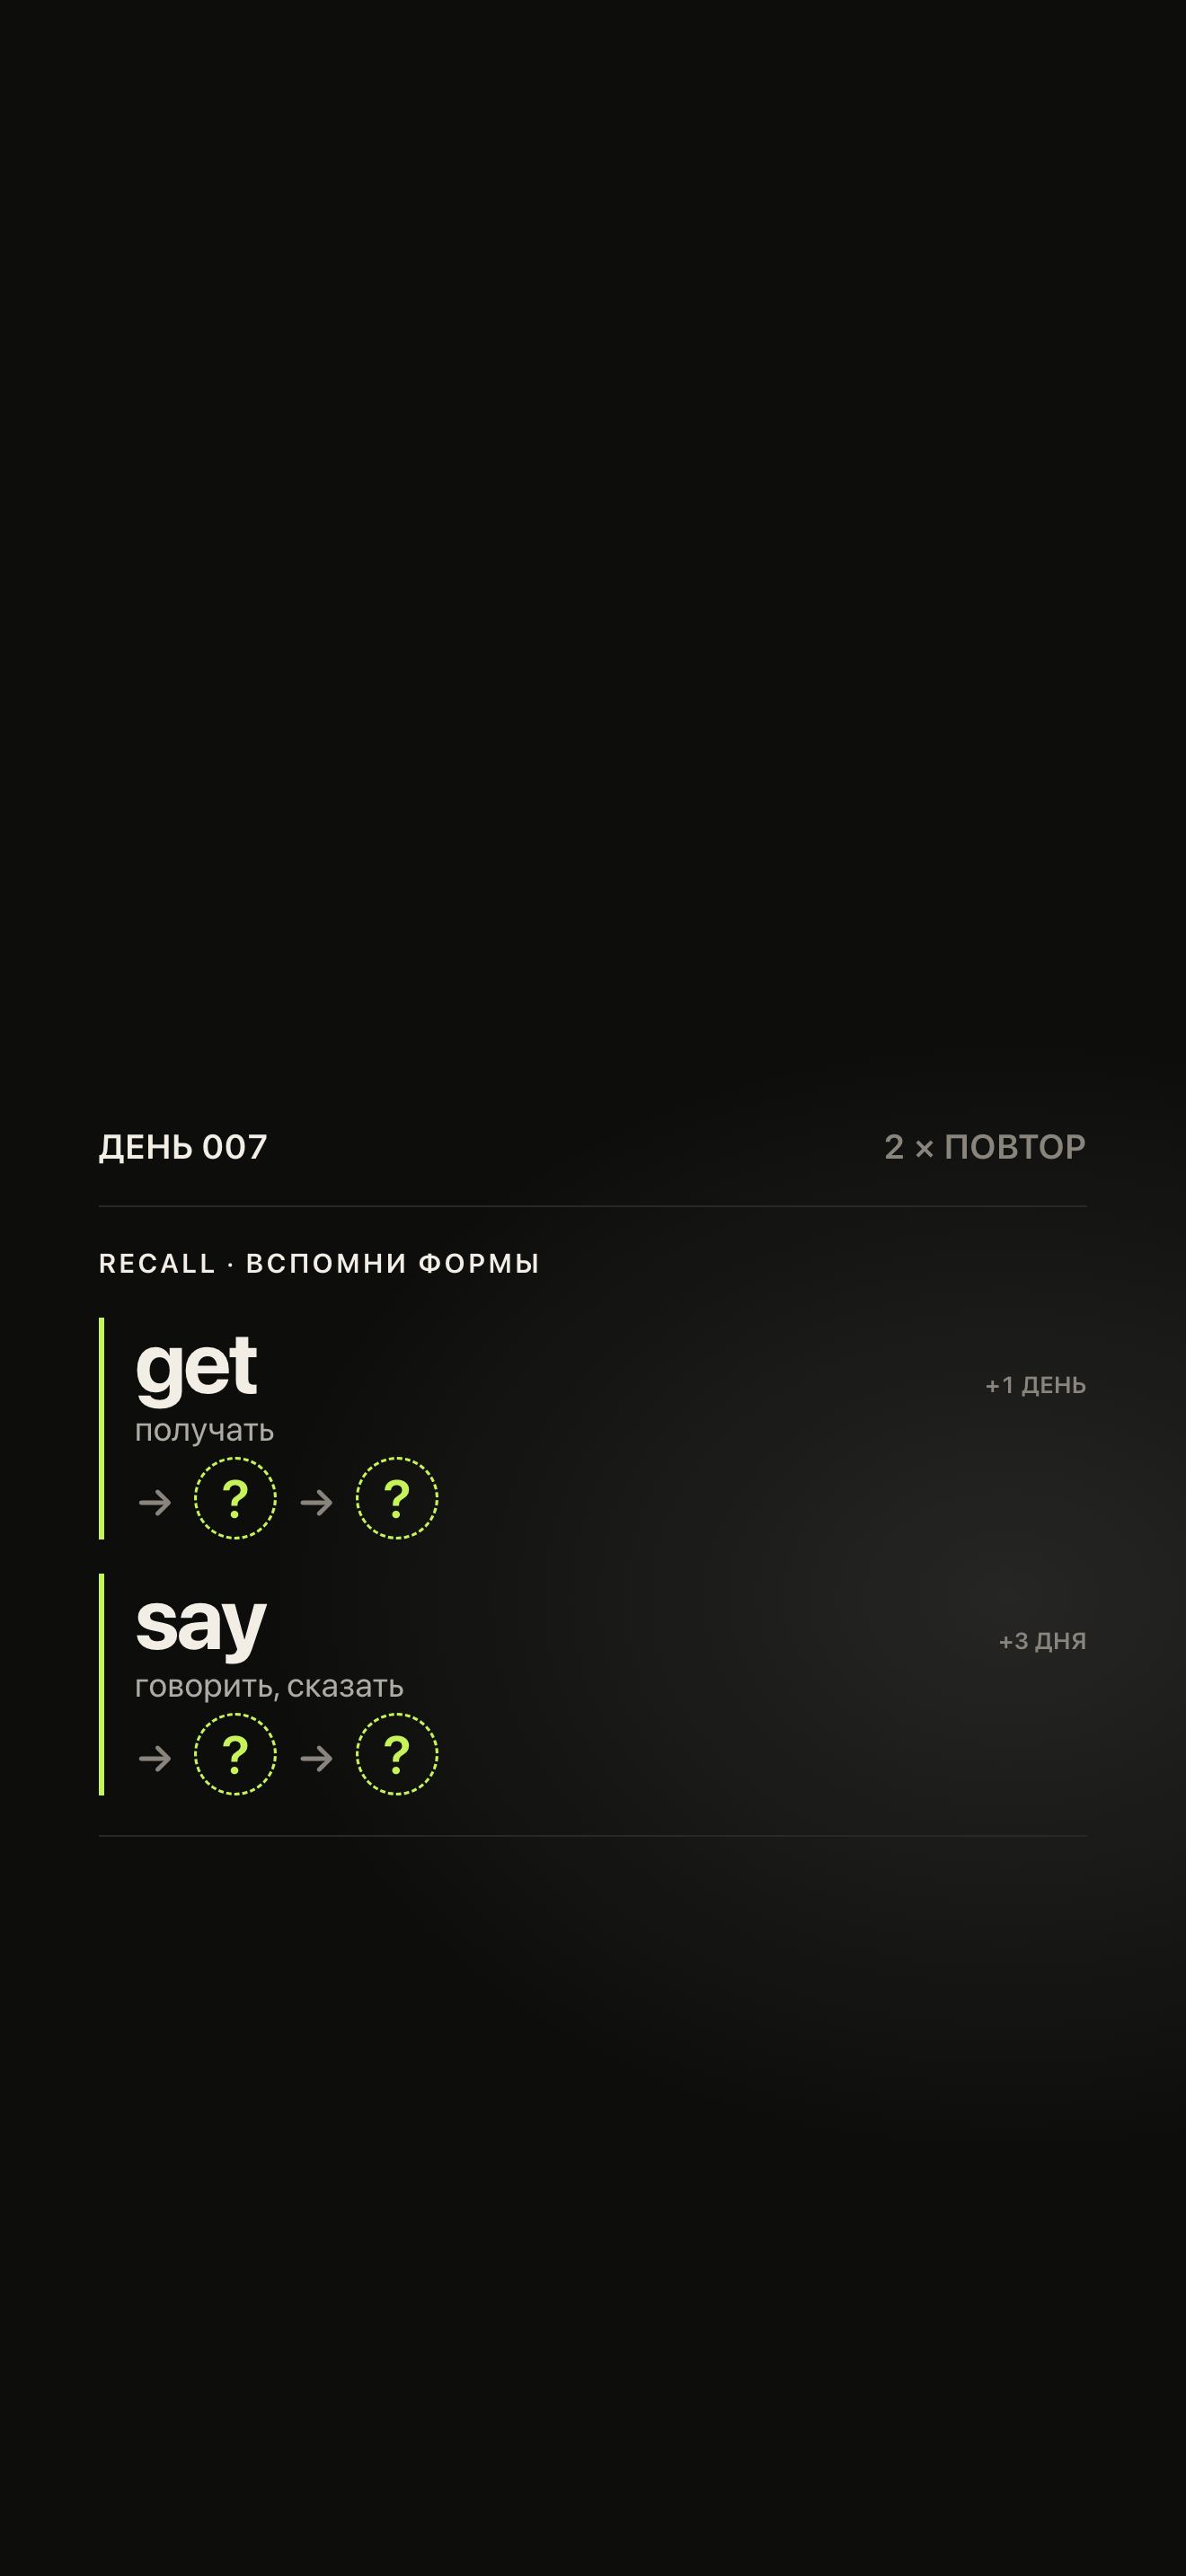 ДЕНЬ 007
2 × ПОВТОР
RECALL · ВСПОМНИ ФОРМЫ
get
+1 ДЕНЬ
получать
→ ? → ?
say
+3 ДНЯ
говорить, сказать
→ ? → ?